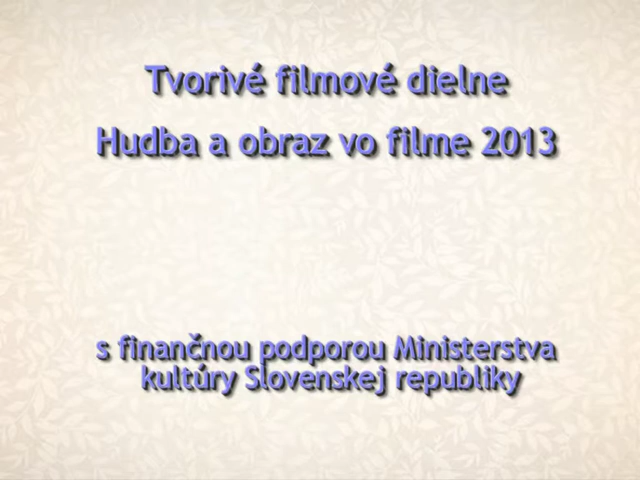 Tvorivé filmové dielne
Hudba a obraz vo filme 2013
s finančnou podporou Ministerstva
kultúry Slovenskej republiky